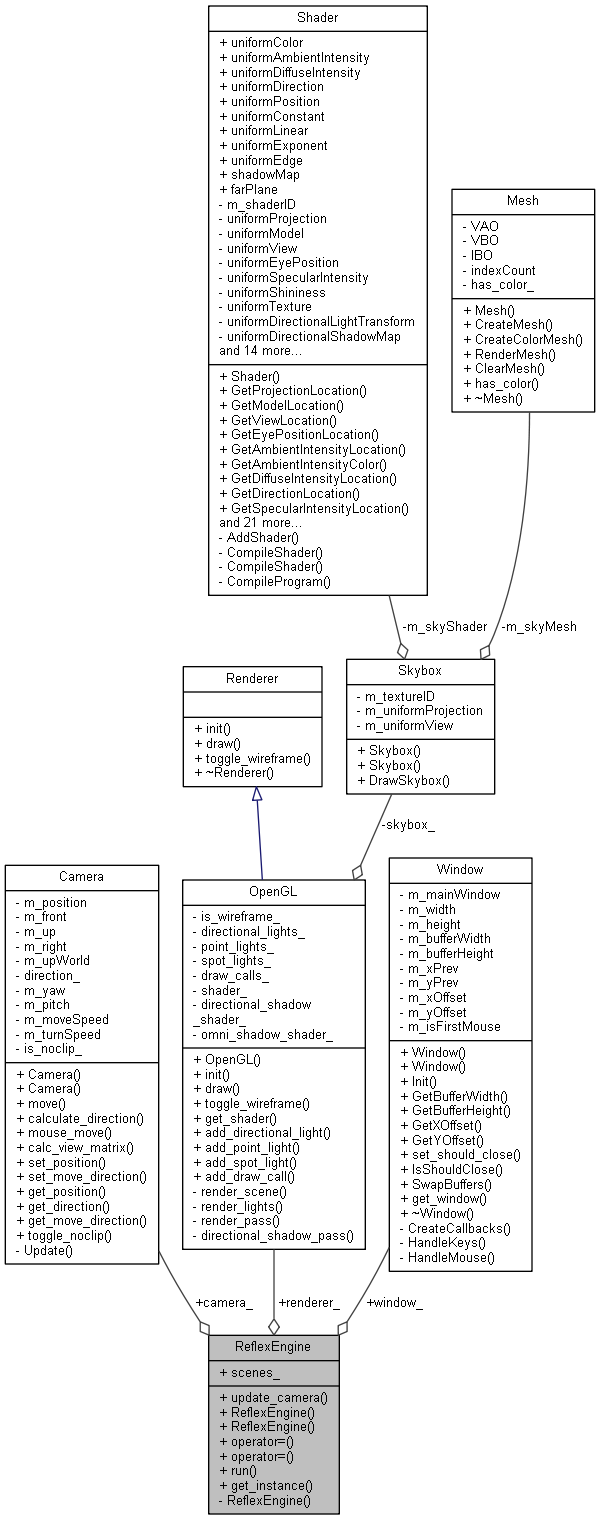 Shader
+ uniformColor
+ uniformAmbientIntensity
+ uniformDiffuseIntensity
+ uniformDirection
+ uniformPosition
+ uniformConstant
+ uniformLinear
+ uniformExponent
+ uniformEdge
+ shadowMap
+ farPlane
- m_shaderID
- uniformProjection
- uniformModel
- uniformView
- uniformEyePosition
- uniformSpecularIntensity
- uniformShininess
- uniformTexture
- uniformDirectionalLightTransform
- uniformDirectionalShadowMap
and 14 more...
+ Shader()
+ GetProjectionLocation()
+ GetModelLocation()
+ GetViewLocation()
+ GetEyePositionLocation()
+ GetAmbientIntensityLocation()
+ GetAmbientIntensityColor()
+ GetDiffuseIntensityLocation()
+ GetDirectionLocation()
+ GetSpecularIntensityLocation()
and 21 more...
- AddShader()
- CompileShader()
- CompileShader()
- CompileProgram()
Mesh
- VAO
- VBO
- IBO
- indexCount
- has_color_
+ Mesh()
+ CreateMesh()
+ CreateColorMesh()
+ RenderMesh()
+ ClearMesh()
+ has_color()
+ ~Mesh()
-m_skyShader
-m_skyMesh
Skybox
- m_textureID
- m_uniformProjection
- m_uniformView
+ Skybox()
+ Skybox()
+ DrawSkybox()
Renderer
+ init()
+ draw()
+ toggle_wireframe()
+ ~Renderer()
-skybox_
Camera
- m_position
- m_front
- m_up
- m_right
- m_upWorld
- direction_
- m_yaw
- m_pitch
- m_moveSpeed
- m_turnSpeed
- is_noclip_
+ Camera()
+ Camera()
+ move()
+ calculate_direction()
+ mouse_move()
+ calc_view_matrix()
+ set_position()
+ set_move_direction()
+ get_position()
+ get_direction()
+ get_move_direction()
+ toggle_noclip()
- Update()
OpenGL
- is_wireframe_
- directional_lights_
- point_lights_
- spot_lights_
- draw_calls_
- shader_
- directional_shadow
_shader_
- omni_shadow_shader_
+ OpenGL()
+ init()
+ draw()
+ toggle_wireframe()
+ get_shader()
+ add_directional_light()
+ add_point_light()
+ add_spot_light()
+ add_draw_call()
- render_scene()
- render_lights()
- render_pass()
- directional_shadow_pass()
Window
- m_mainWindow
- m_width
- m_height
- m_bufferWidth
- m_bufferHeight
- m_xPrev
- m_yPrev
- m_xOffset
- m_yOffset
- m_isFirstMouse
+ Window()
+ Window()
+ Init()
+ GetBufferWidth()
+ GetBufferHeight()
+ GetXOffset()
+ GetYOffset()
+ set_should_close()
+ IsShouldClose()
+ SwapBuffers()
+ get_window()
+ ~Window()
- CreateCallbacks()
- HandleKeys()
- HandleMouse()
+camera_
+renderer_
+window_
ReflexEngine
+ scenes_
+ update_camera()
+ ReflexEngine()
+ ReflexEngine()
+ operator=()
+ operator=()
+ run()
+ get_instance()
- ReflexEngine()